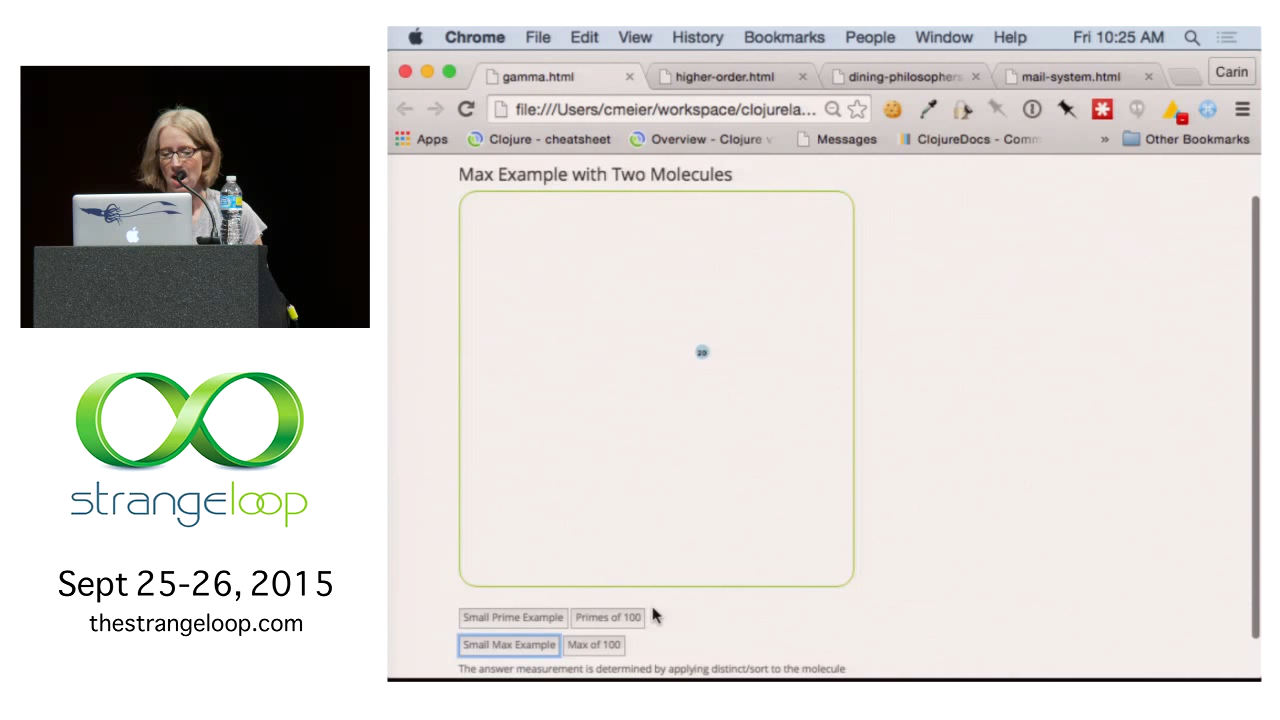 Chrome File Edit View History Bookmarks People Window Help Fri 10:25 AM
gamma.html higher-order.html dining-philosophers mail-system.html Carin
file:///Users/cmeier/workspace/clojurela...
Apps Clojure - cheatsheet Overview - Clojure v Messages ClojureDocs - Comm » Other Bookmarks
Max Example with Two Molecules
20
Small Prime Example Primes of 100
Small Max Example Max of 100
The answer measurement is determined by applying distinct/sort to the molecule
strangeloop
Sept 25-26, 2015
thestrangeloop.com